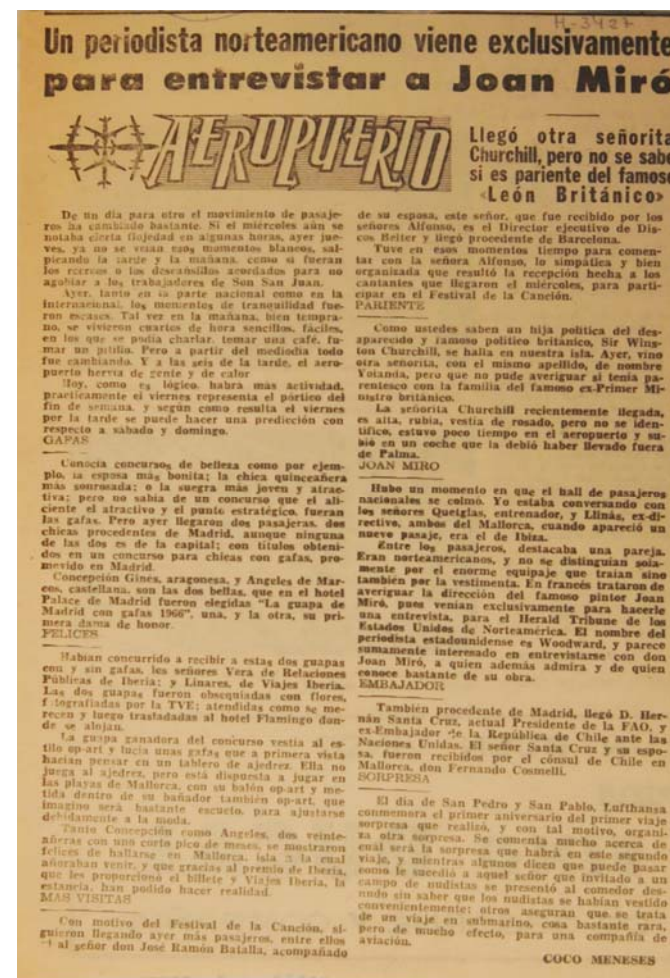 H-3427
Un periodista norteamericano viene exclusivamente
para entrevistar a Joan Miró
AEROPUERTO
Llegó otra señorita
Churchill, pero no se sabe
si es pariente del famoso
«León Británico»
De un día para otro el movimiento de pasaje-
ros ha cambiado bastante. Si el miércoles aún se
notaba cierta flojedad en algunas horas, ayer jue-
ves, ya no se veían esos momentos blancos, sal-
picando la tarde y la mañana, como si fueran
los recreos o los descansillos acordados para no
agobiar a los trabajadores de Son San Juan.
Ayer, tanto en la parte nacional como en la
internacional, los momentos de tranquilidad fue-
ron escasos. Tal vez en la mañana, bien tempra-
no, se vivieron cuartos de hora sencillos, fáciles,
en los que se podía charlar, tomar una café, fu-
mar un pitillo. Pero a partir del mediodía todo
fue cambiando. Y a las seis de la tarde, el aero-
puerto hervía de gente y de calor
Hoy, como es lógico, habrá más actividad,
practicamente el viernes representa el pórtico del
fin de semana, y según como resulta el viernes
por la tarde se puede hacer una predicción con
respecto a sábado y domingo.
GAFAS
Conocía concursos de belleza como por ejem-
plo, la esposa más bonita; la chica quinceañera
más sonrosada; o la suegra más joven y atrac-
tiva; pero no sabía de un concurso que el ali-
ciente el atractivo y el punto estratégico, fueran
las gafas. Pero ayer llegaron dos pasajeras, dos
chicas procedentes de Madrid, aunque ninguna
de las dos es de la capital; con títulos obteni-
dos en un concurso para chicas con gafas, pro-
movido en Madrid.
Concepción Ginés, aragonesa, y Angeles de Mar-
cos, castellana, son las dos bellas, que en el hotel
Palace de Madrid fueron elegidas "La guapa de
Madrid con gafas 1966", una, y la otra, su pri-
mera dama de honor.
FELICES
Habían concurrido a recibir a estas dos guapas
con y sin gafas, los señores Vera de Relaciones
Públicas de Iberia; y Linares, de Viajes Iberia.
Las dos guapas fueron obsequiadas con flores,
fotografiadas por la TVE; atendidas como se me-
recen y luego trasladadas al hotel Flamingo don-
de se alojan.
La guapa ganadora del concurso vestía al es-
tilo op-art y lucía unas gafas que a primera vista
hacían pensar en un tablero de ajedrez. Ella no
juega al ajedrez, pero está dispuesta a jugar en
las playas de Mallorca, con su balón op-art y me-
tida dentro de su bañador también op-art, que
imagino será bastante escueto, para ajustarse
debidamente a la moda.
Tanto Concepción como Angeles, dos veinte-
añeras con uno corto pico de meses, se mostraron
felices de hallarse en Mallorca, isla a la cual
añoraban venir, y que gracias al premio de Iberia,
que les proporcionó el billete y Viajes Iberia, la
estancia, han podido hacer realidad.
MAS VISITAS
Con motivo del Festival de la Canción, si-
guieron llegando ayer más pasajeros, entre ellos
al señor don José Ramón Batalla, acompañado
de su esposa, este señor, que fue recibido por los
señores Alfonso, es el Director ejecutivo de Dis-
cos Belter y llegó procedente de Barcelona.
Tuve en esos momentos tiempo para comen-
tar con la señora Alfonso, lo simpática y bien
organizada que resultó la recepción hecha a los
cantantes que llegaron el miércoles, para parti-
cipar en el Festival de la Canción.
PARIENTE
Como ustedes saben un hija política del des-
aparecido y famoso político británico, Sir Wins-
ton Churchill, se halla en nuestra isla. Ayer, vino
otra señorita, con el mismo apellido, de nombre
Yolanda, pero que no pude averiguar si tenía pa-
rentesco con la familia del famoso ex-Primer Mi-
nistro británico.
La señorita Churchill recientemente llegada,
es alta, rubia, vestía de rosado, pero no se iden-
tifico, estuvo poco tiempo en el aeropuerto y su-
bió en un coche que la debió haber llevado fuera
de Palma.
JOAN MIRO
Hubo un momento en que el hall de pasajeros
nacionales se colmó. Yo estaba conversando con
los señores Quetglas, entrenador, y Llinás, ex-di-
rectivo, ambos del Mallorca, cuando apareció un
nuevo pasaje, era el de Ibiza.
Entre los pasajeros, destacaba una pareja.
Eran norteamericanos, y no se distinguían sola-
mente por el enorme equipaje que traían sino
también por la vestimenta. En francés trataron de
averiguar la dirección del famoso pintor Joan
Miró, pues venían exclusivamente para hacerle
una entrevista, para el Herald Tribune de los
Estados Unidos de Norteamérica. El nombre del
periodista estadounidense es Woodward, y parece
sumamente interesado en entrevistarse con don
Joan Miró, a quien además admira y de quien
conoce bastante de su obra.
EMBAJADOR
También procedente de Madrid, llegó D. Her-
nán Santa Cruz, actual Presidente de la FAO, y
ex-Embajador de la República de Chile ante las
Naciones Unidas. El señor Santa Cruz y su espo-
sa, fueron recibidos por el cónsul de Chile en
Mallorca, don Fernando Cosmelli.
SORPRESA
El día de San Pedro y San Pablo, Lufthansa
conmemora el primer aniversario del primer viaje
sorpresa que realizó, y con tal motivo, organi-
za otra sorpresa. Se comenta mucho acerca de
cuál será la sorpresa que habrá en este segundo
viaje, y mientras algunos dicen que puede pasar
como le sucedió a aquel señor que invitado a un
campo de nudistas se presentó al comedor des-
nudo sin saber que los nudistas se habían vestido
convenientemente; otros aseguran que se trata
de un viaje en submarino, cosa bastante rara,
pero de mucho efecto, para una compañía de
aviación.
COCO MENESES